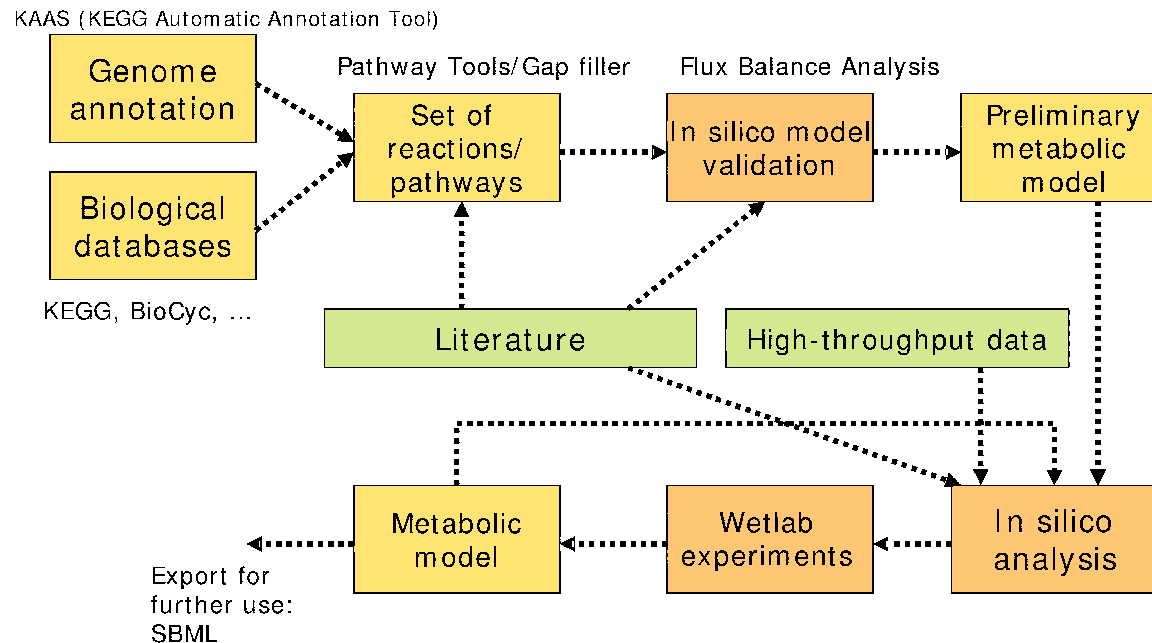 KAAS (KEGG Automatic Annotation Tool)
Genome
annotation
Pathway Tools/Gap filler
Flux Balance Analysis
Set of
reactions/
pathways
In silico model
validation
Preliminary
metabolic
model
Biological
databases
KEGG, BioCyc, ...
Literature
High-throughput data
Metabolic
model
Wetlab
experiments
In silico
analysis
Export for
further use:
SBML